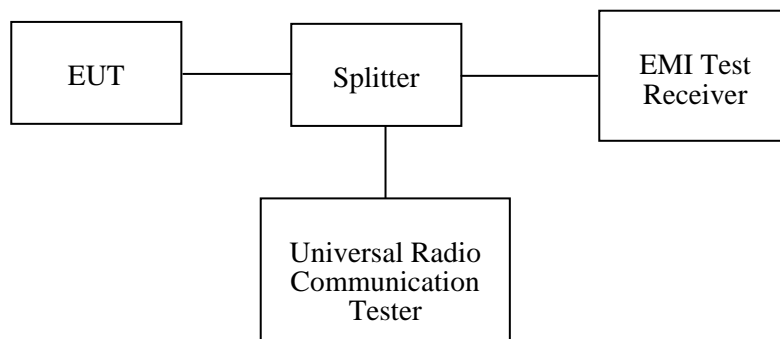 EUT
Splitter
EMI Test
Receiver
Universal Radio
Communication
Tester